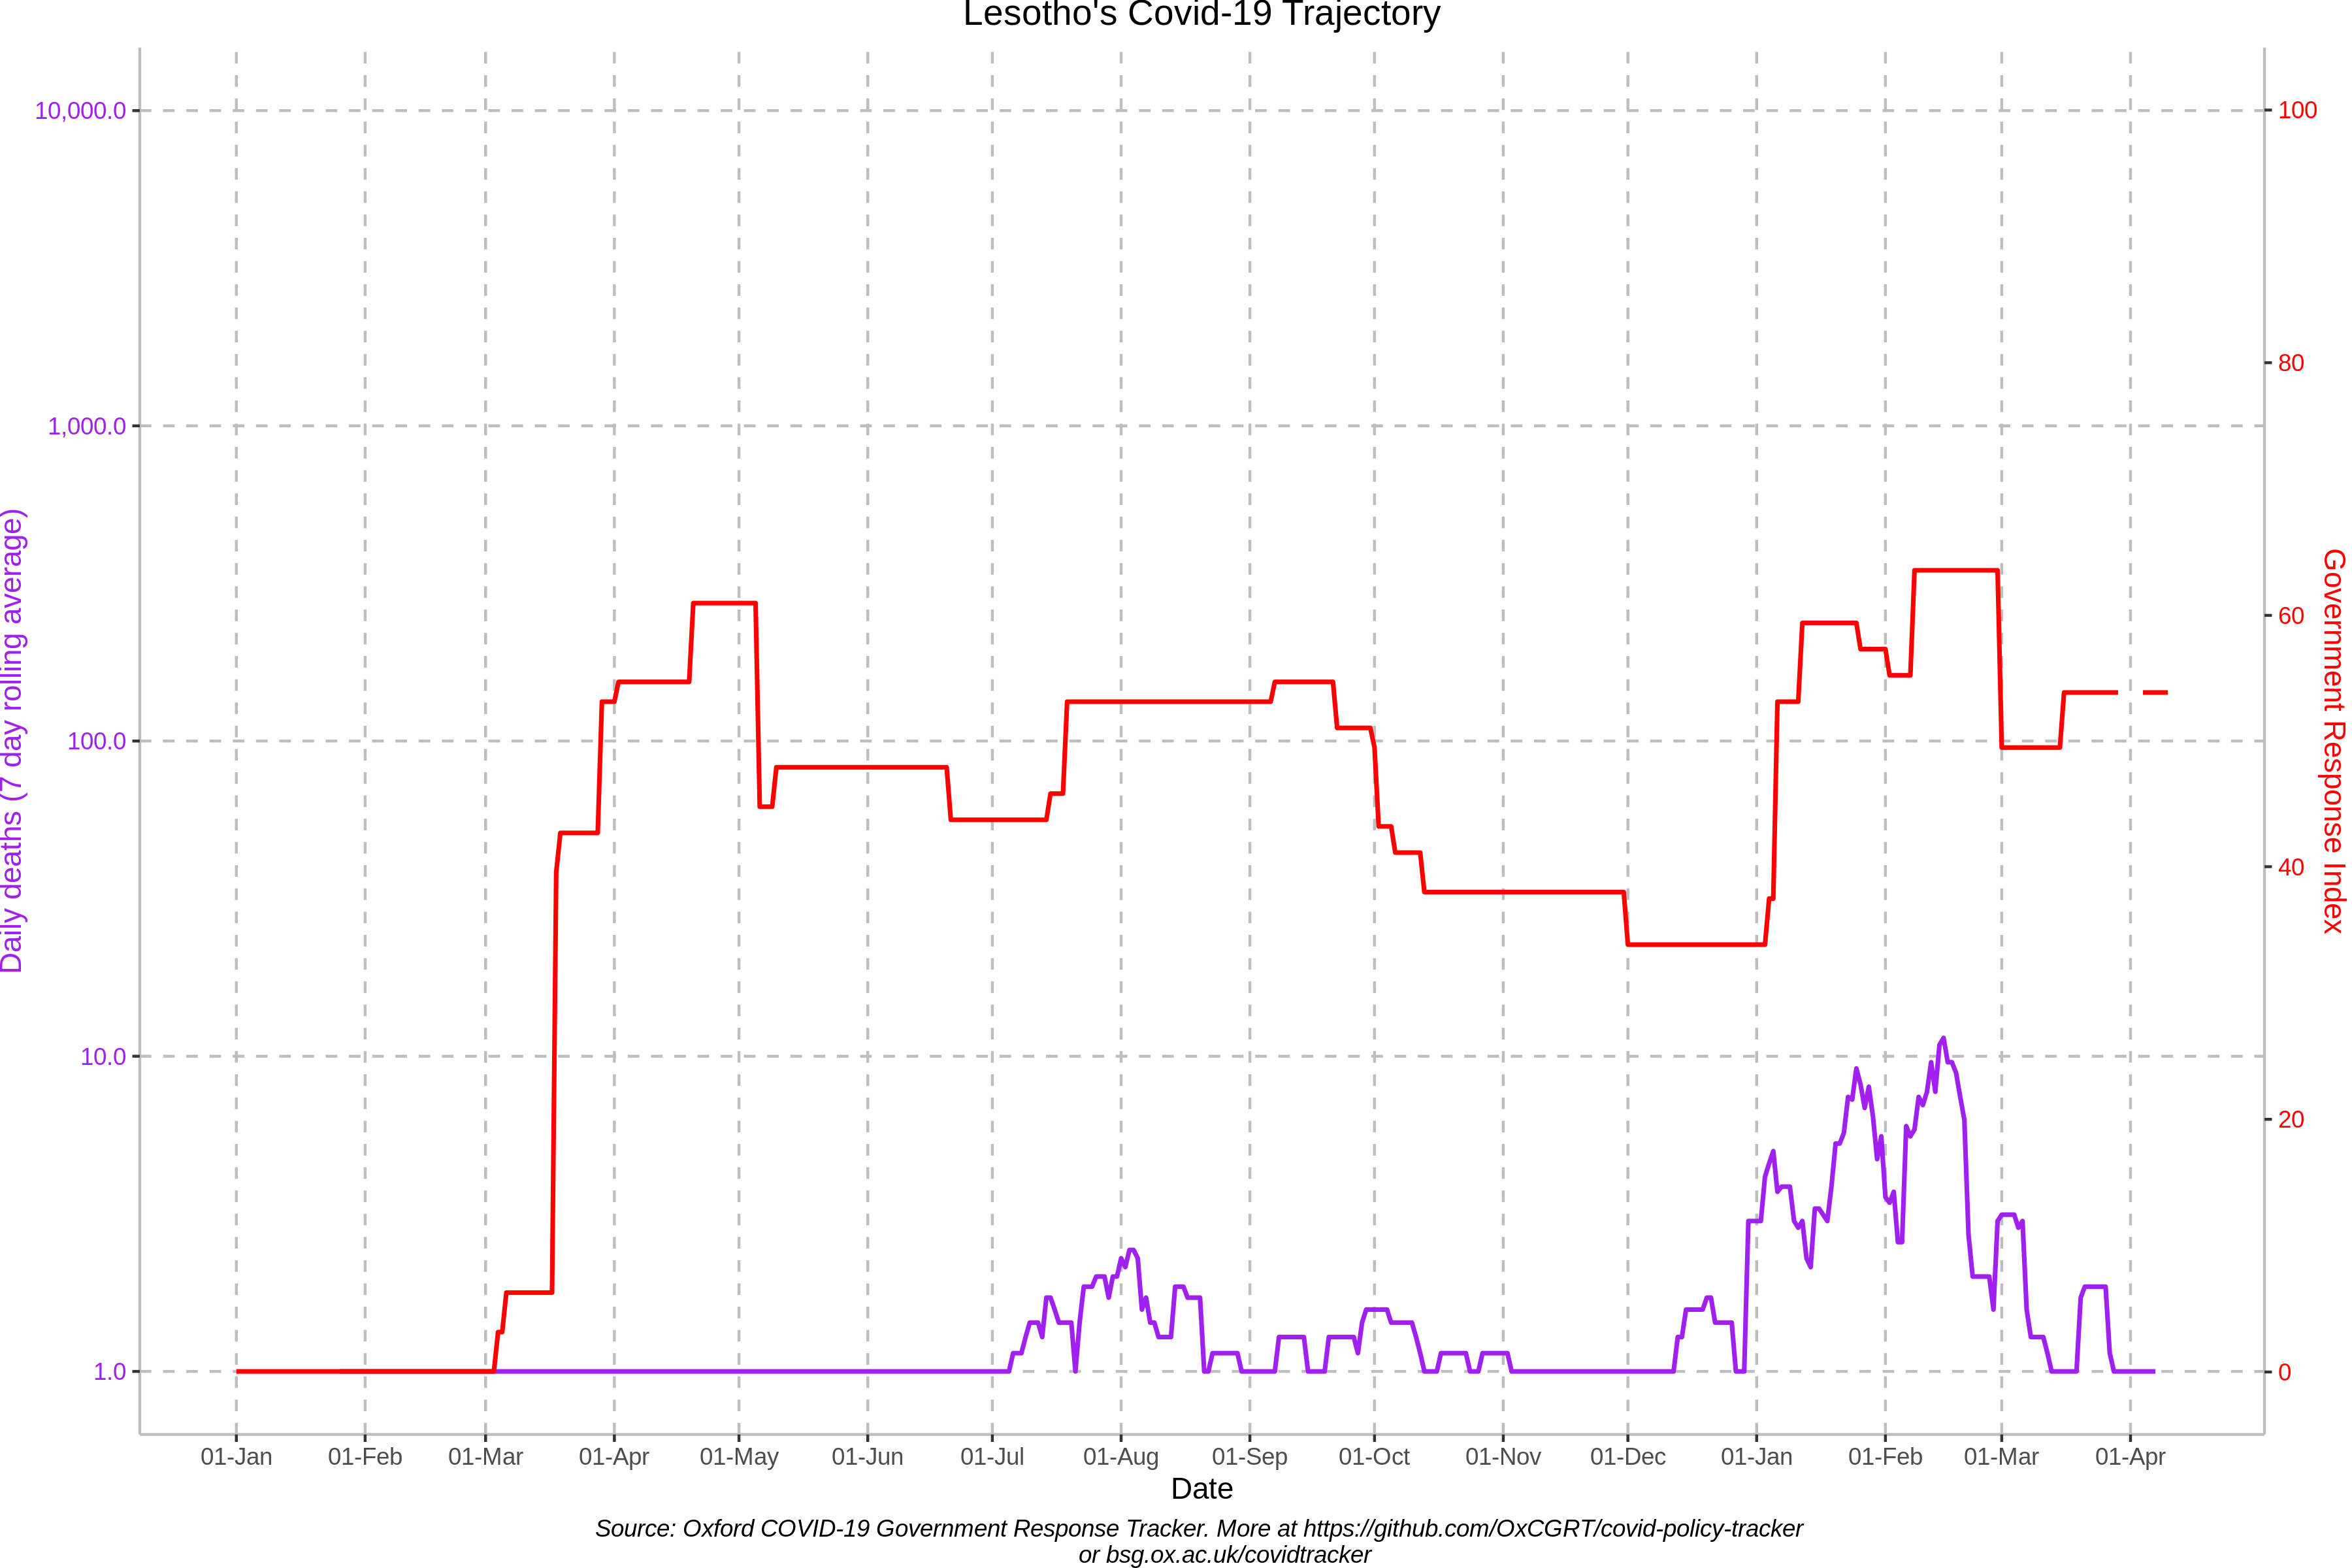 Lesotho's Covid-19 Trajectory
10,000.0
1,000.0
100.0
10.0
1.0
Daily deaths (7 day rolling average)
100
80
60
40
20
0
Government Response Index
01-Jan 01-Feb 01-Mar 01-Apr 01-May 01-Jun 01-Jul 01-Aug 01-Sep 01-Oct 01-Nov 01-Dec 01-Jan 01-Feb 01-Mar 01-Apr
Date
Source: Oxford COVID-19 Government Response Tracker. More at https://github.com/OxCGRT/covid-policy-tracker
or bsg.ox.ac.uk/covidtracker